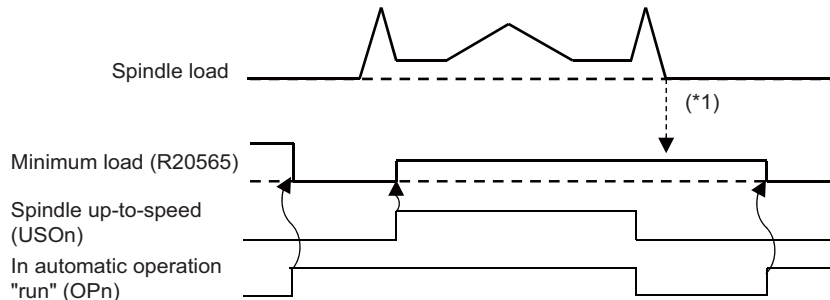 Spindle load
(*1)
Minimum load (R20565)
Spindle up-to-speed
(USOn)
In automatic operation
"run" (OPn)